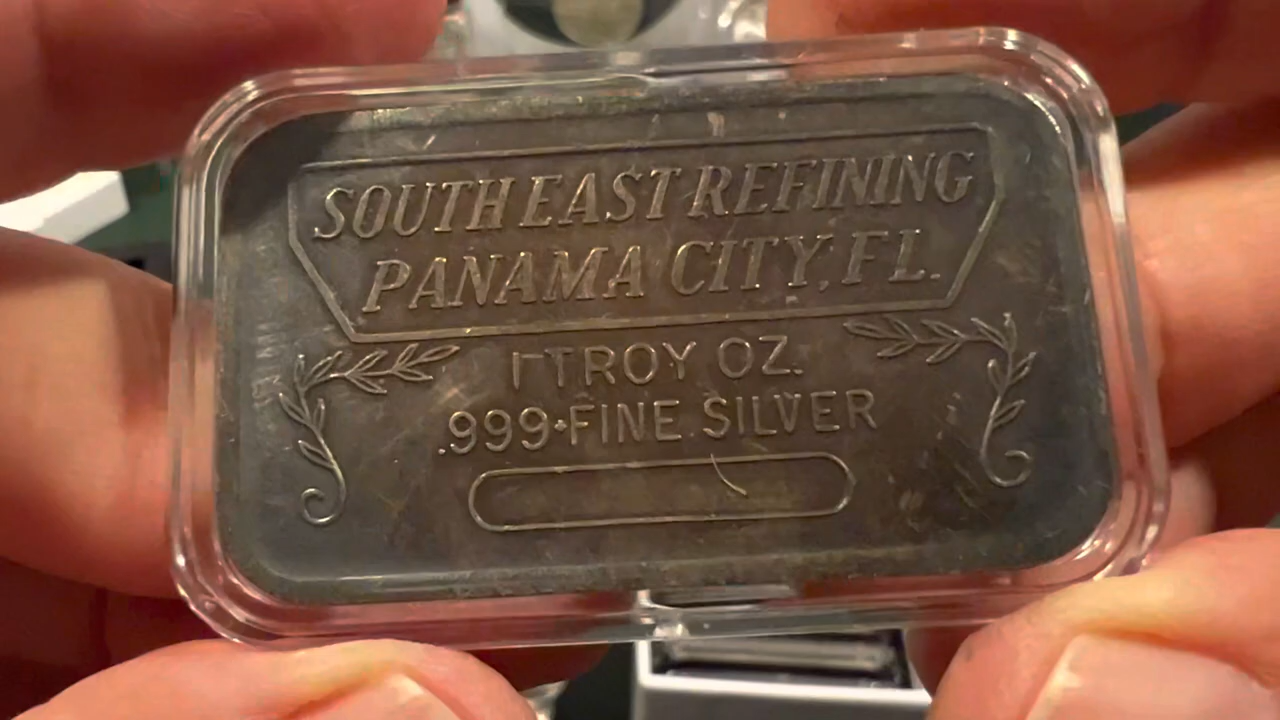 SOUTH EAST REFINING
PANAMA CITY, FL.
1 TROY OZ.
.999+FINE SILVER